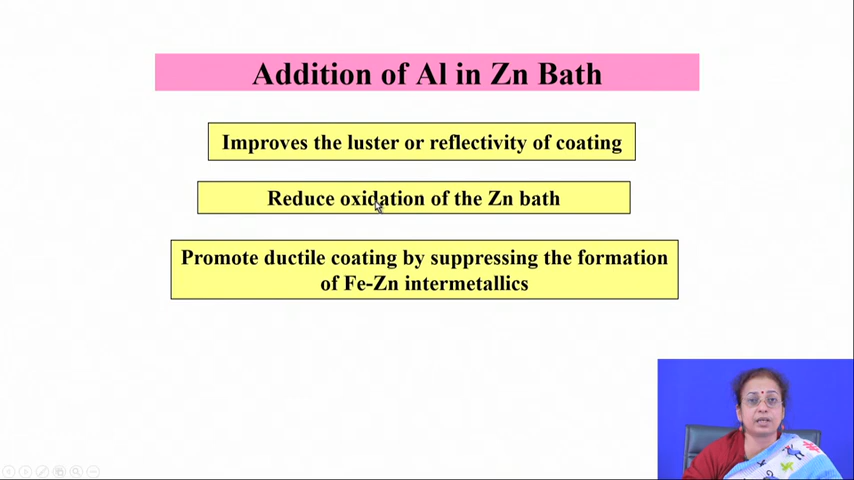 Addition of Al in Zn Bath
Improves the luster or reflectivity of coating
Reduce oxidation of the Zn bath
Promote ductile coating by suppressing the formation
of Fe-Zn intermetallics